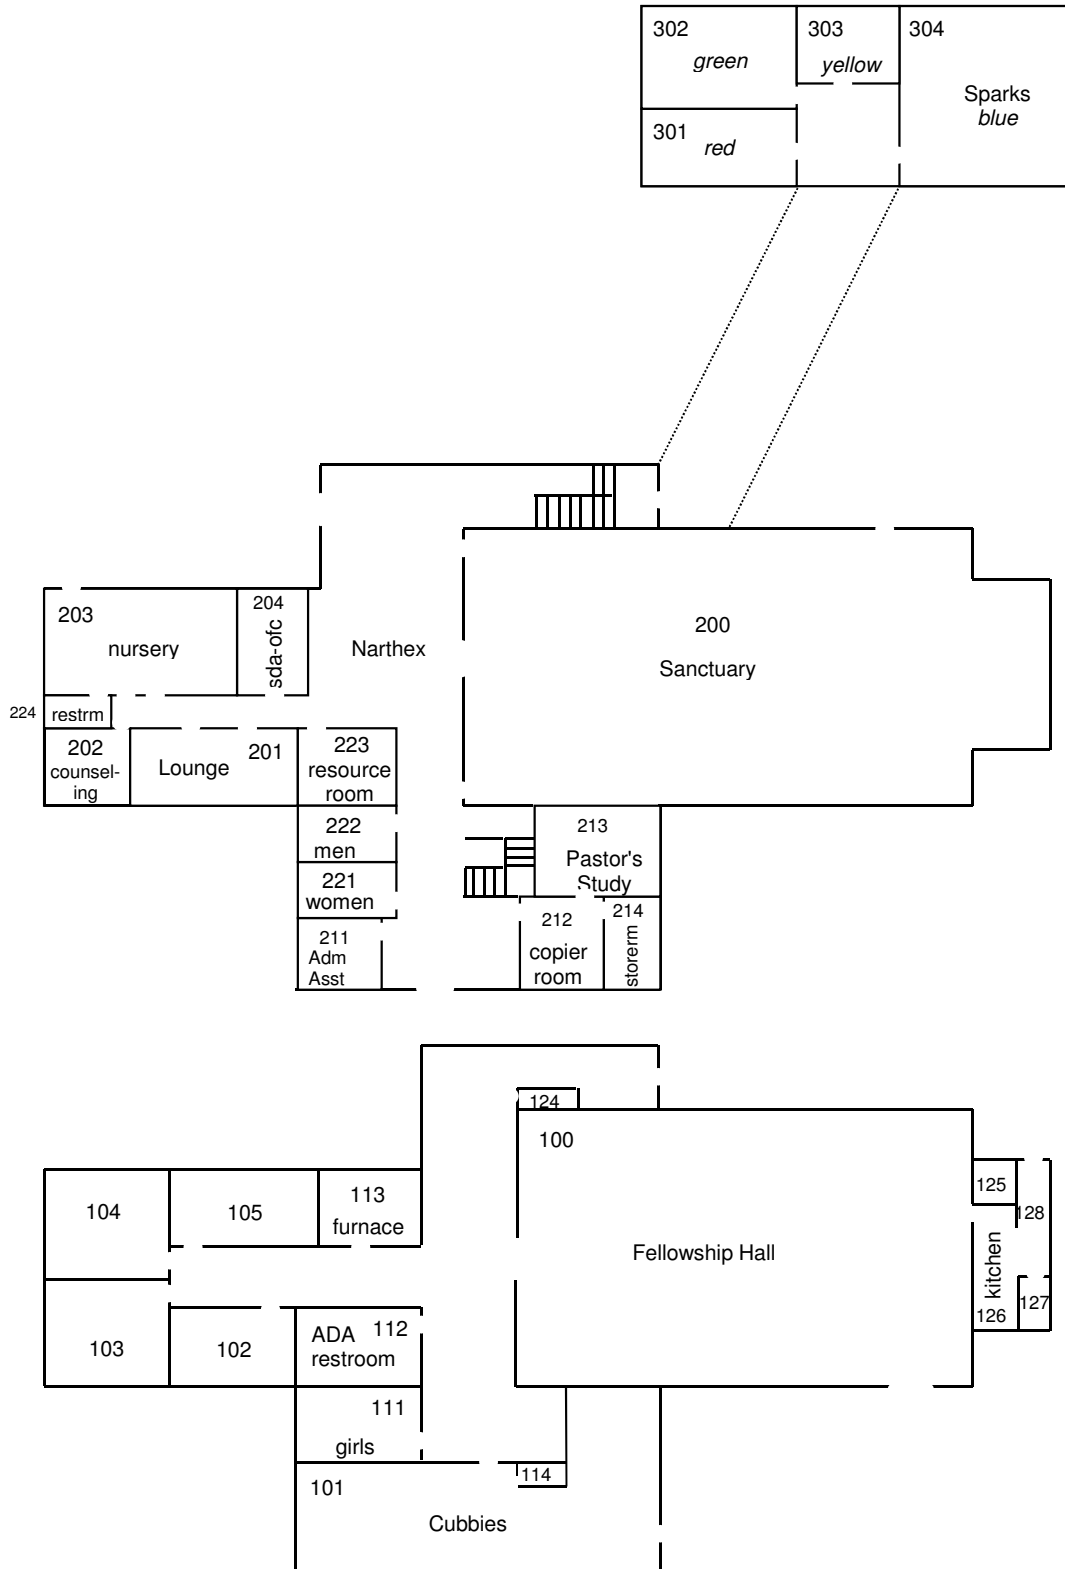 302
green
303
yellow
304
Sparks
blue
301
red
203
nursery
204
sda-ofc
Narthex
200
Sanctuary
224
restrm
202
counsel-
ing
Lounge
201
223
resource
room
222
men
221
women
211
Adm
Asst
213
Pastor's
Study
212
copier
room
214
storerm
124
100
Fellowship Hall
104
105
113
furnace
125
128
kitchen
126
127
103
102
ADA
restroom
112
111
girls
101
114
Cubbies